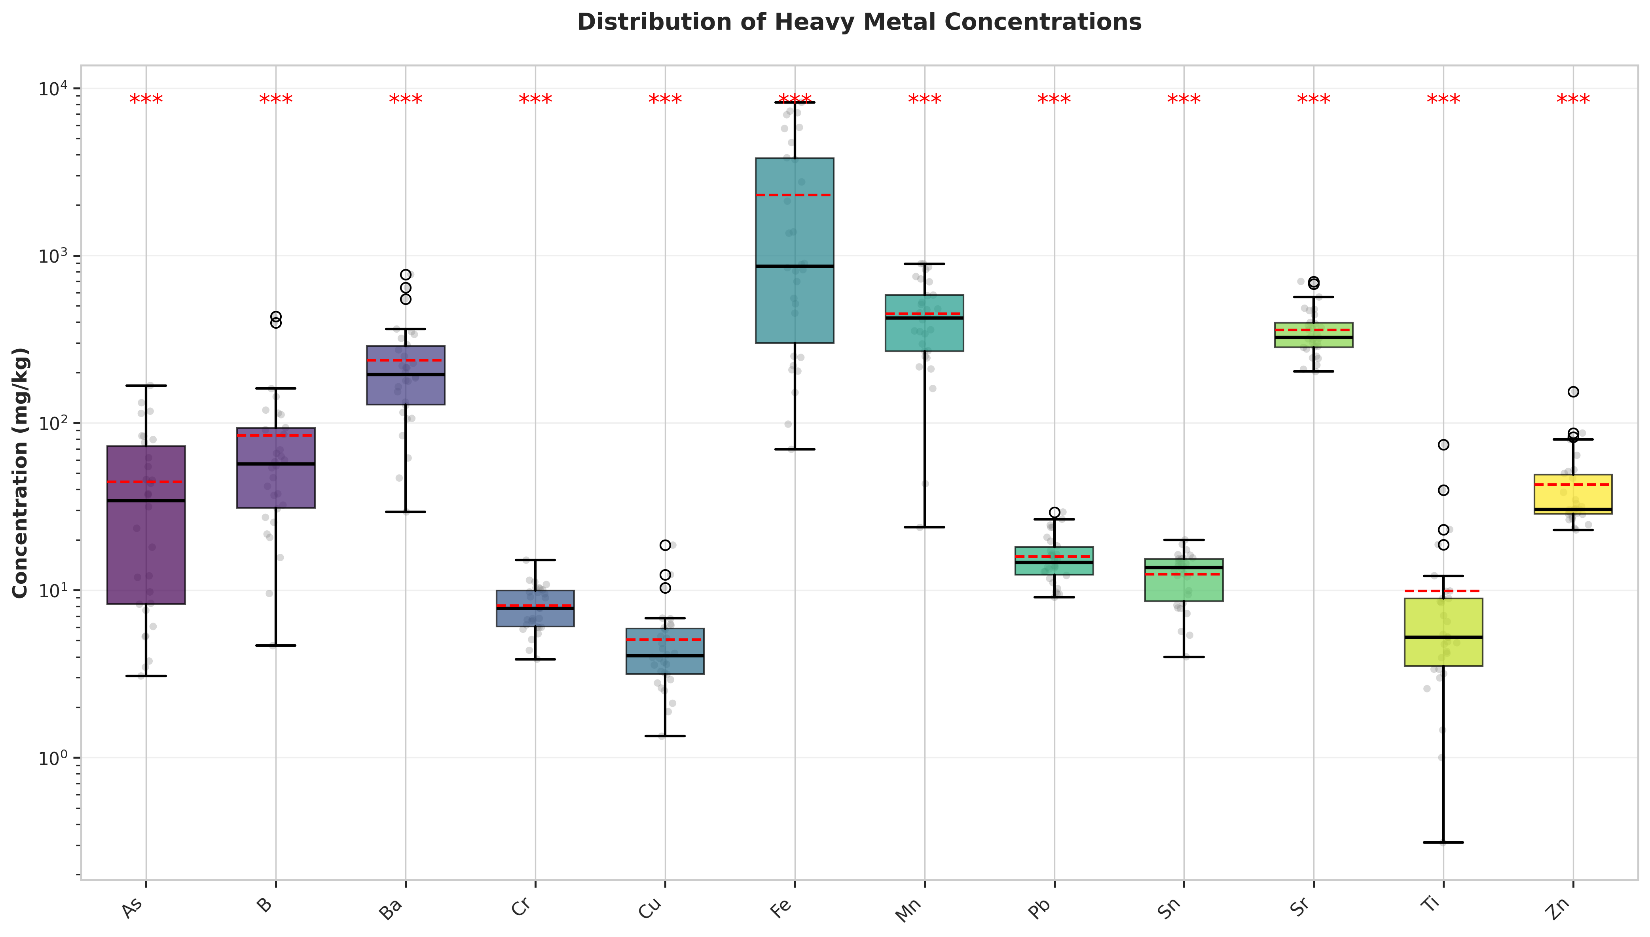 Distribution of Heavy Metal Concentrations
Concentration (mg/kg)
10⁴
10³
10²
10¹
10⁰
*** *** *** *** *** *** *** *** *** *** *** ***
As B Ba Cr Cu Fe Mn Pb Sn Sr Ti Zn